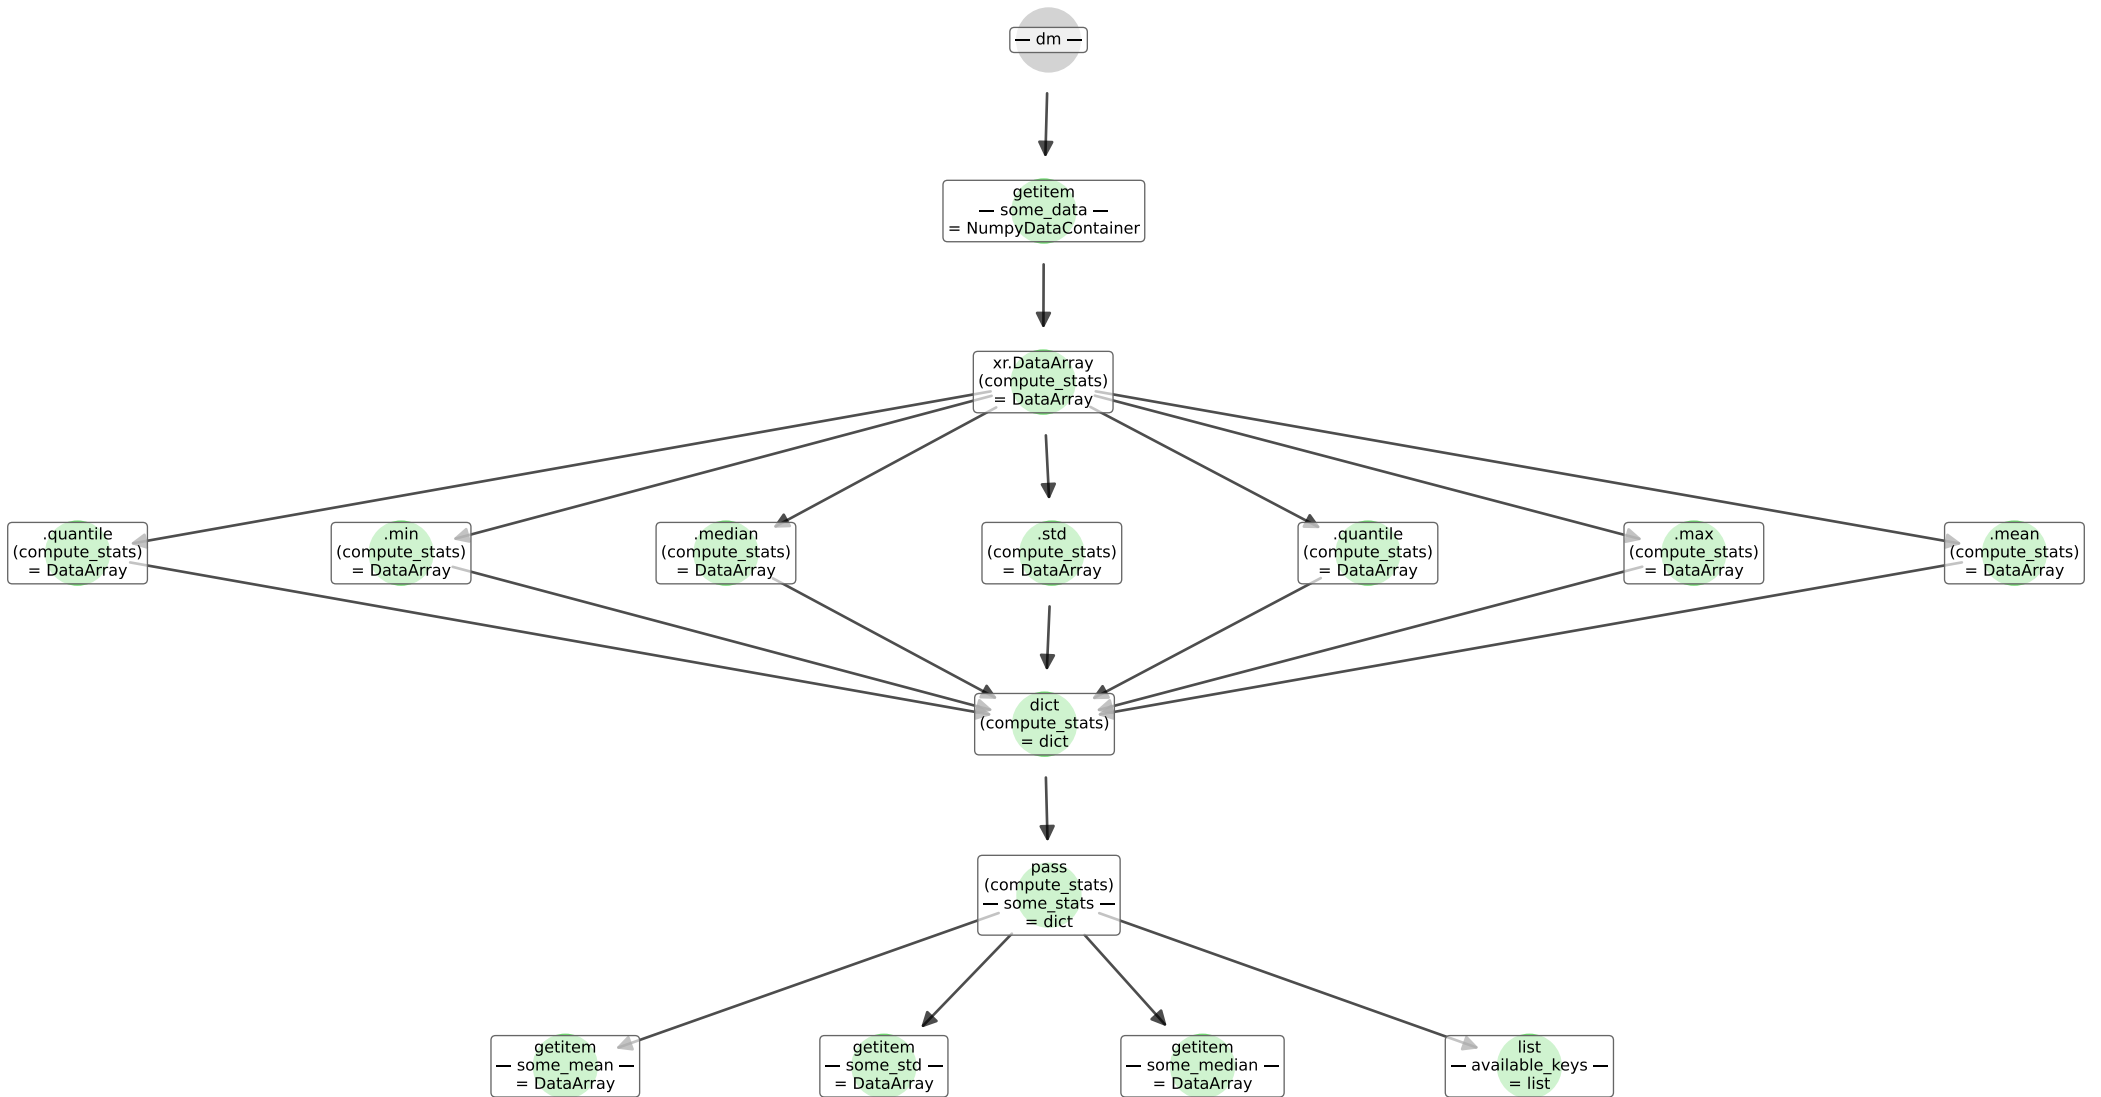 — dm —
getitem
— some_data —
= NumpyDataContainer
xr.DataArray
(compute_stats)
= DataArray
.quantile
(compute_stats)
= DataArray
.min
(compute_stats)
= DataArray
.median
(compute_stats)
= DataArray
.std
(compute_stats)
= DataArray
.quantile
(compute_stats)
= DataArray
.max
(compute_stats)
= DataArray
.mean
(compute_stats)
= DataArray
dict
(compute_stats)
= dict
pass
(compute_stats)
— some_stats —
= dict
getitem
— some_mean —
= DataArray
getitem
— some_std —
= DataArray
getitem
— some_median —
= DataArray
list
— available_keys —
= list